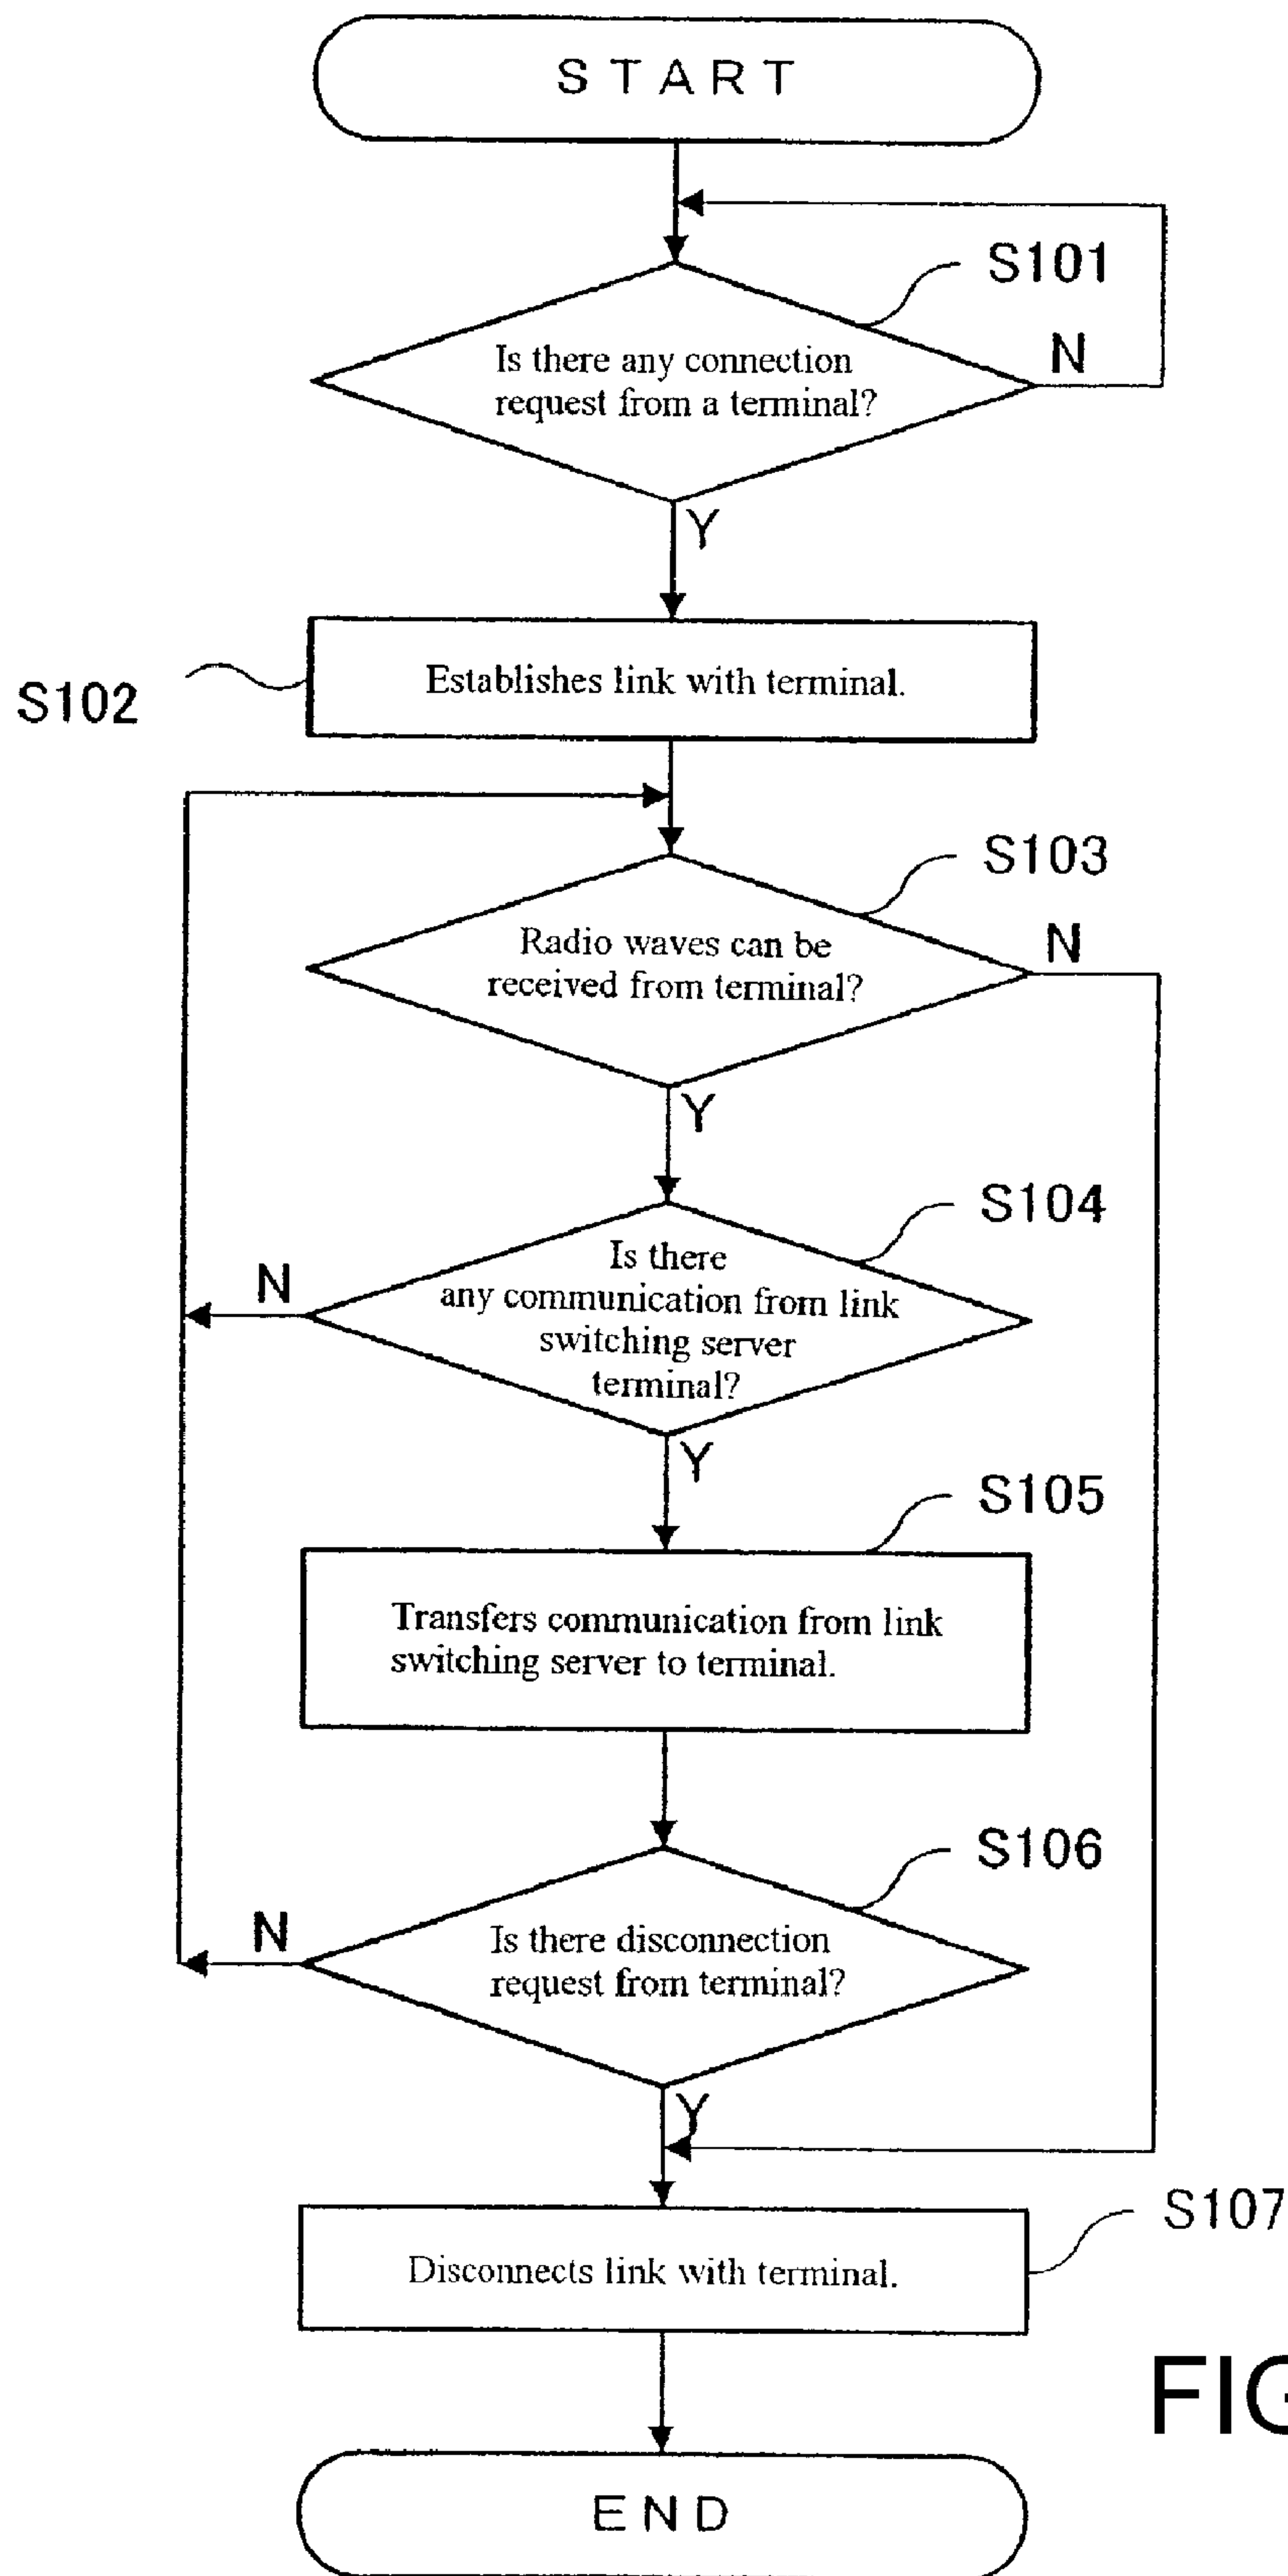 START
S101
Is there any connection
request from a terminal?
N
Y
S102
Establishes link with terminal.
S103
Radio waves can be
received from terminal?
N
Y
S104
Is there
any communication from link
switching server
terminal?
N
Y
S105
Transfers communication from link
switching server to terminal.
S106
Is there disconnection
request from terminal?
N
Y
S107
Disconnects link with terminal.
END